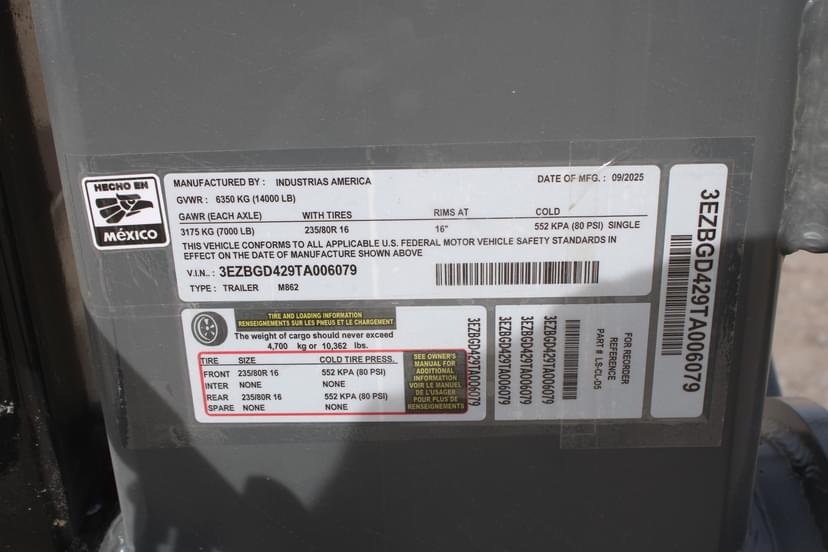 HECHO EN
MÉXICO
MANUFACTURED BY : INDUSTRIAS AMERICA DATE OF MFG. : 09/2025
GVWR : 6350 KG (14000 LB)
GAWR (EACH AXLE) WITH TIRES RIMS AT COLD
3175 KG (7000 LB) 235/80R 16 16" 552 KPA (80 PSI) SINGLE
THIS VEHICLE CONFORMS TO ALL APPLICABLE U.S. FEDERAL MOTOR VEHICLE SAFETY STANDARDS IN
EFFECT ON THE DATE OF MANUFACTURE SHOWN ABOVE
V.I.N.: 3EZBGD429TA006079
TYPE : TRAILER M862
TIRE AND LOADING INFORMATION
RENSEIGNEMENTS SUR LES PNEUS ET LE CHARGEMENT
The weight of cargo should never exceed
4,700 kg or 10,362 lbs.
TIRE SIZE COLD TIRE PRESS.
FRONT 235/80R 16 552 KPA (80 PSI)
INTER NONE NONE
REAR 235/80R 16 552 KPA (80 PSI)
SPARE NONE NONE
SEE OWNER'S
MANUAL FOR
ADDITIONAL
INFORMATION
VOIR LE MANUEL
DE L'USAGER
POUR PLUS DE
RENSEIGNEMENTS
3EZBGD429TA006079
3EZBGD429TA006079
3EZBGD429TA006079
3EZBGD429TA006079
FOR REORDER
REFERENCE
PART # LS-CL-05
3EZBGD429TA006079